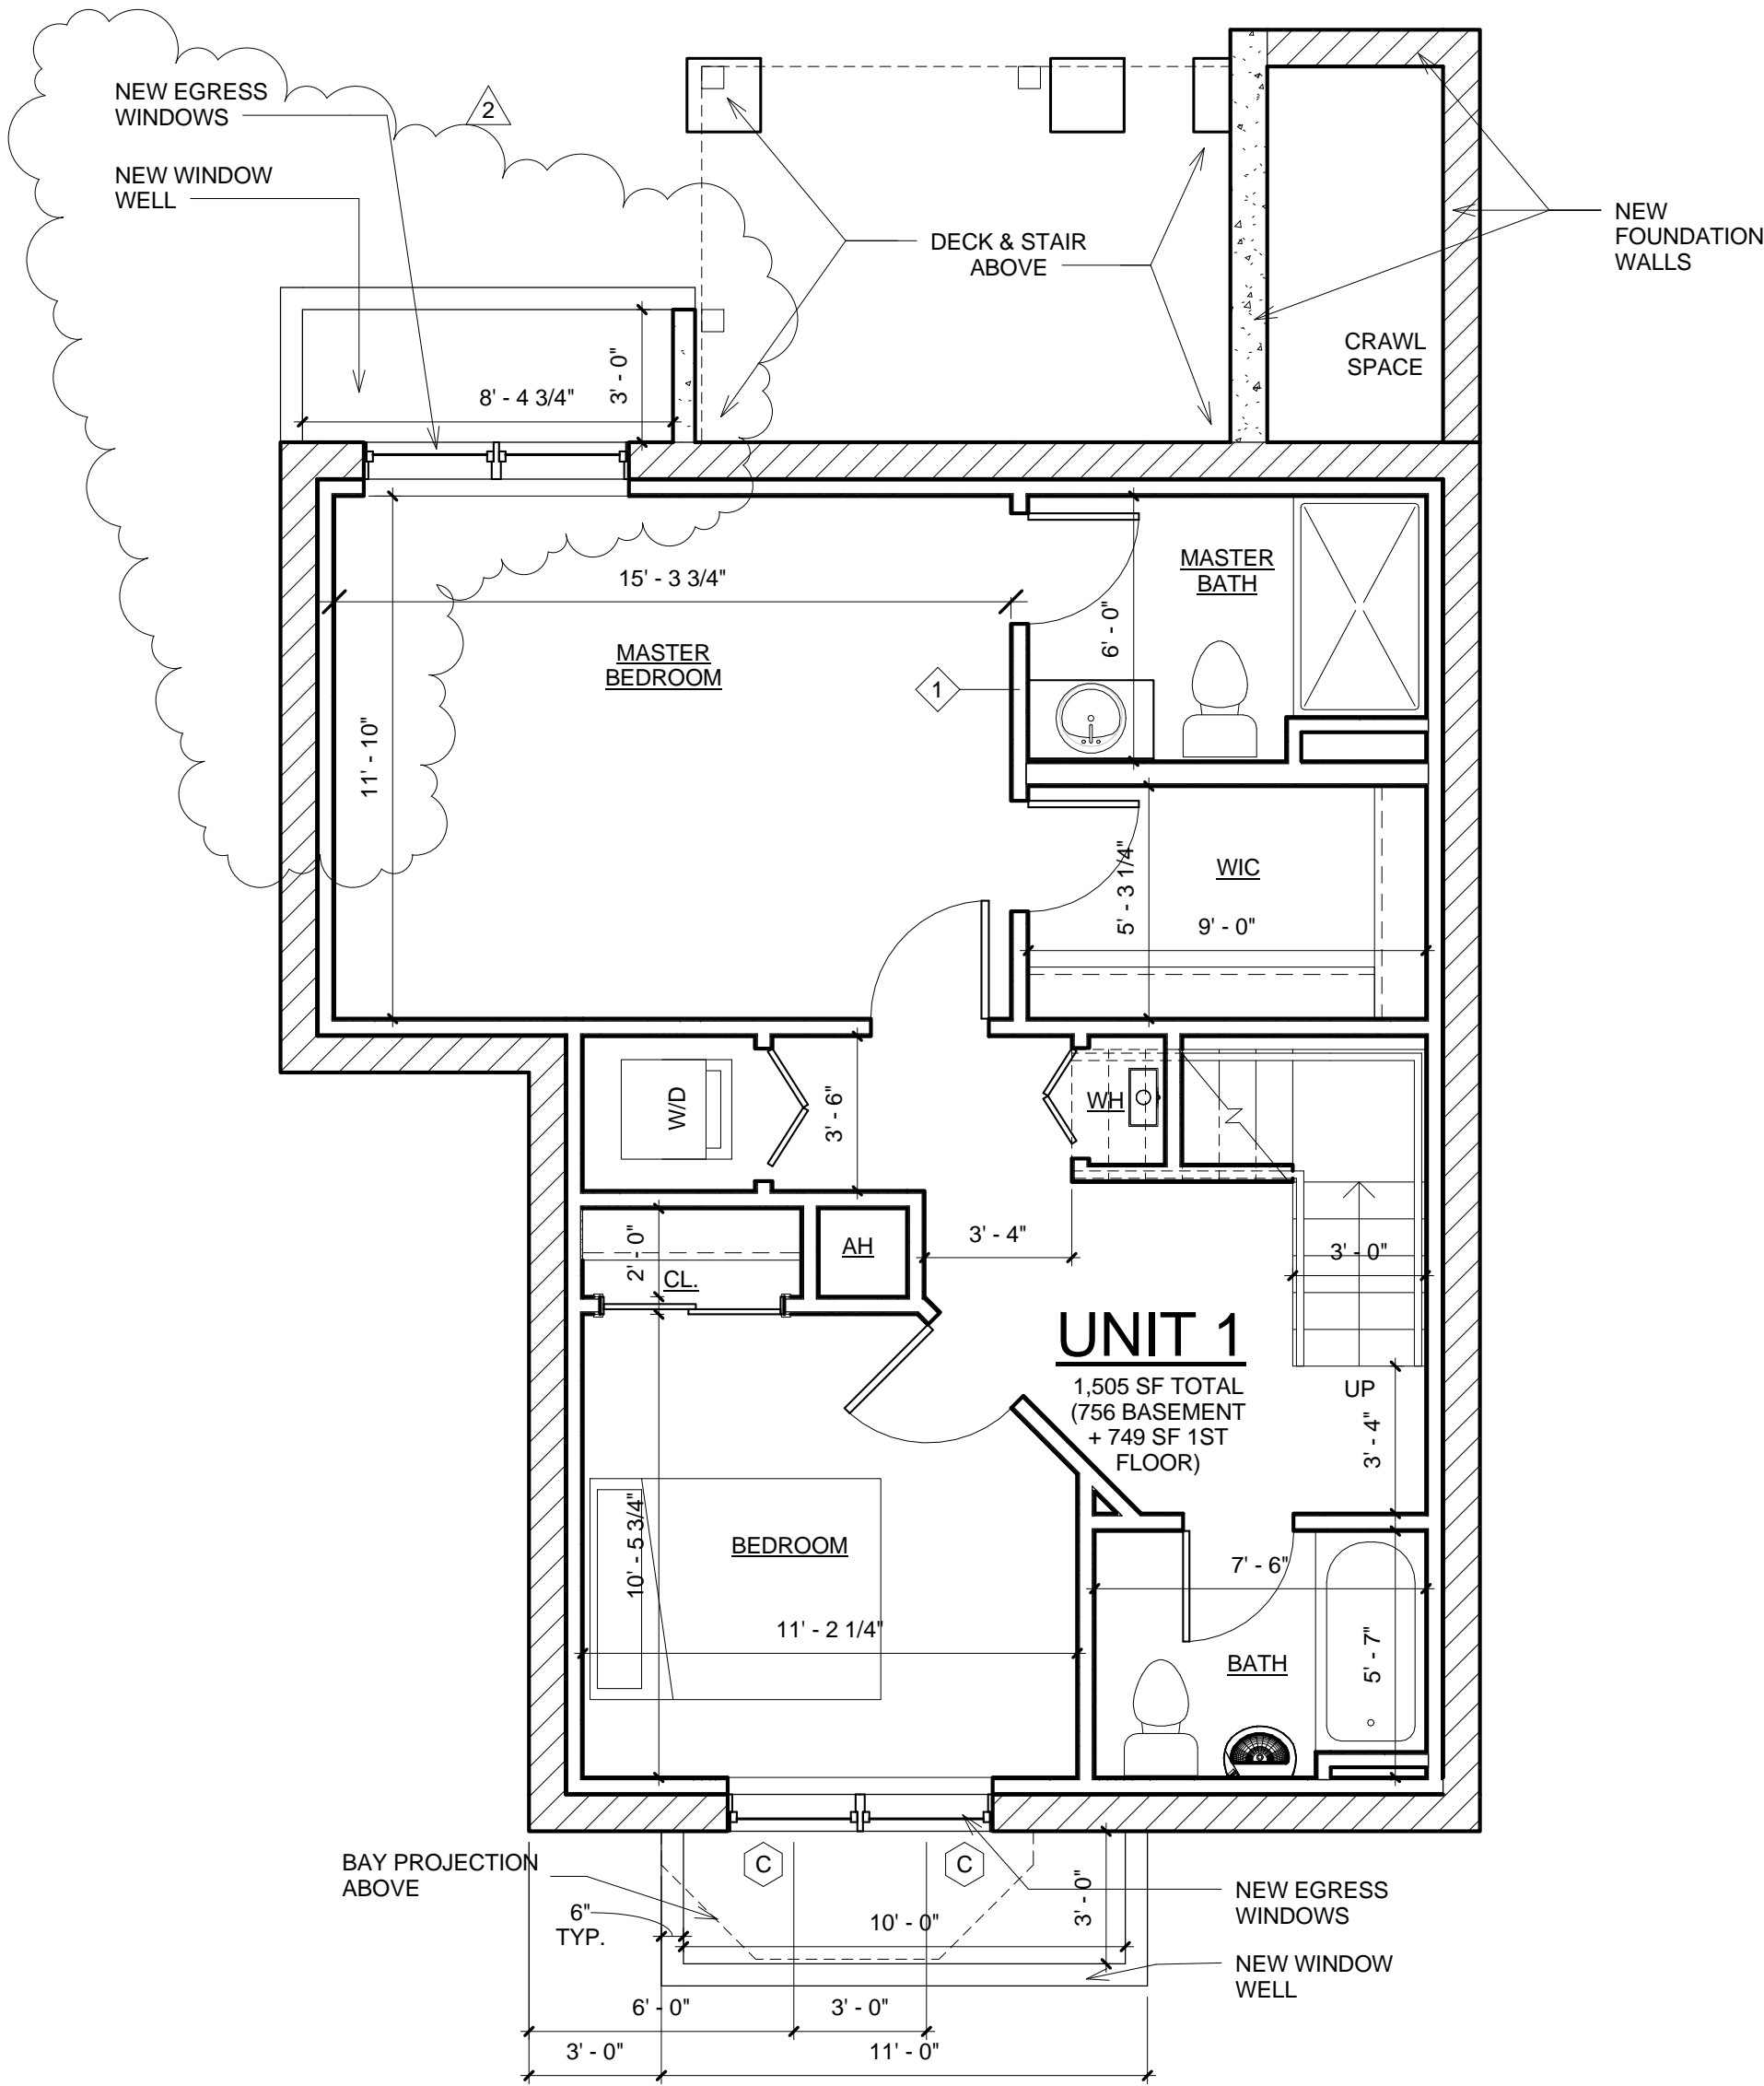 NEW EGRESS
WINDOWS
2
NEW WINDOW
WELL
DECK & STAIR
ABOVE
NEW
FOUNDATION
WALLS
CRAWL
SPACE
3' - 0"
8' - 4 3/4"
15' - 3 3/4"
MASTER
BATH
6' - 0"
MASTER
BEDROOM
1
11' - 10"
WIC
5' - 3 1/4"
9' - 0"
W/D
3' - 6"
WH
2' - 0"
AH
3' - 4"
3' - 0"
CL.
UNIT 1
1,505 SF TOTAL
(756 BASEMENT
+ 749 SF 1ST
FLOOR)
UP
3' - 4"
10' - 5 3/4"
BEDROOM
7' - 6"
11' - 2 1/4"
BATH
5' - 7"
BAY PROJECTION
ABOVE
C
C
6"
TYP.
10' - 0"
3' - 0"
NEW EGRESS
WINDOWS
NEW WINDOW
WELL
6' - 0"
3' - 0"
3' - 0"
11' - 0"